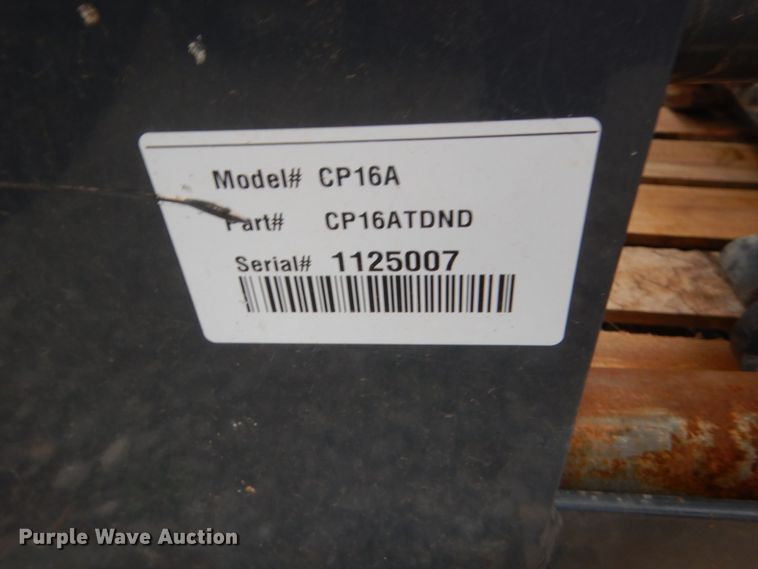 Model# CP16A
Part# CP16ATDND
Serial# 1125007
Purple Wave Auction